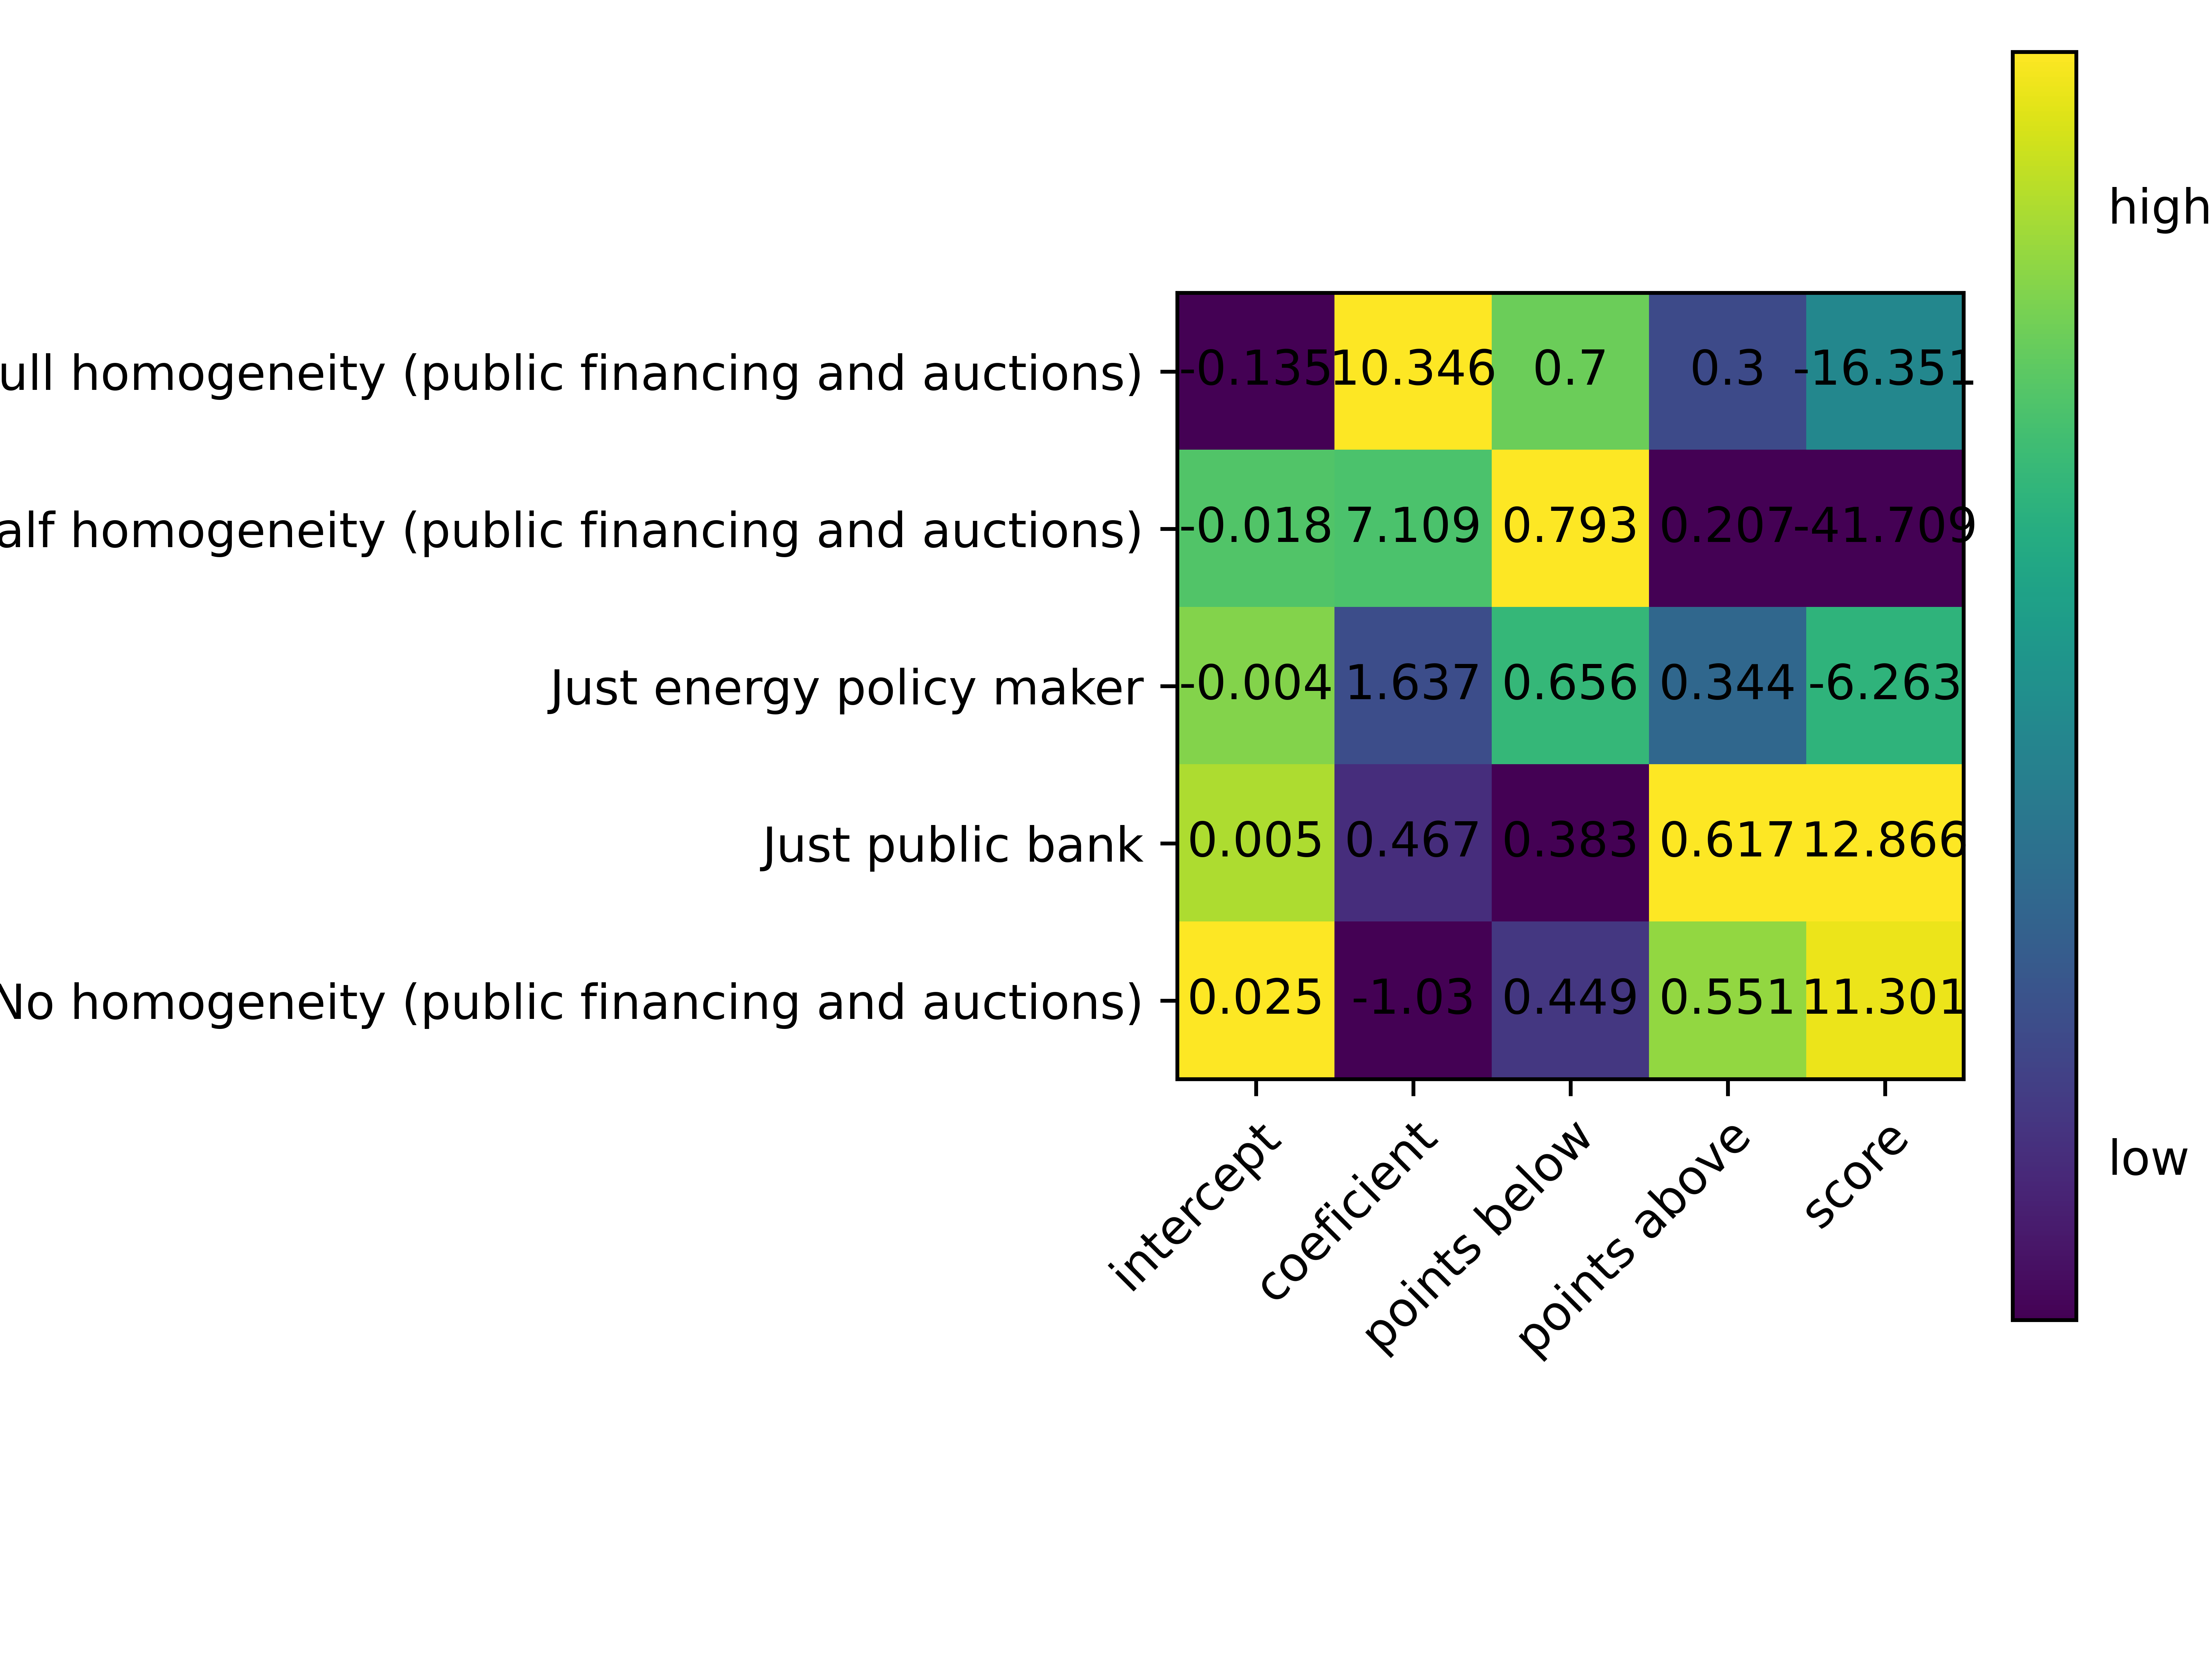 high
ull homogeneity (public financing and auctions) -0.135 10.346 0.7 0.3 -16.351
alf homogeneity (public financing and auctions) -0.018 7.109 0.793 0.207 -41.709
Just energy policy maker -0.004 1.637 0.656 0.344 -6.263
Just public bank 0.005 0.467 0.383 0.617 12.866
No homogeneity (public financing and auctions) 0.025 -1.03 0.449 0.551 11.301
low
intercept
coeficient
points below
points above
score